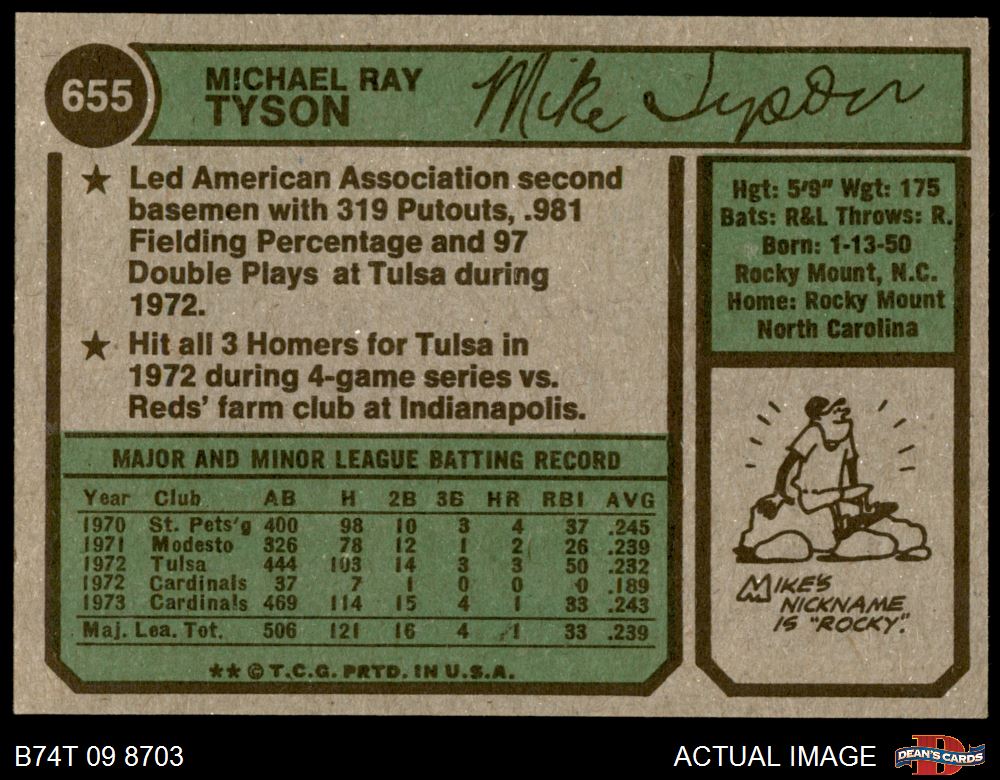 655
MICHAEL RAY
TYSON
Mike Tyson
★ Led American Association second
basemen with 319 Putouts, .981
Fielding Percentage and 97
Double Plays at Tulsa during
1972.
★ Hit all 3 Homers for Tulsa in
1972 during 4-game series vs.
Reds' farm club at Indianapolis.
Hgt: 5'9" Wgt: 175
Bats: R&L Throws: R.
Born: 1-13-50
Rocky Mount, N.C.
Home: Rocky Mount
North Carolina
MAJOR AND MINOR LEAGUE BATTING RECORD
Year Club AB H 2B 3B HR RBI AVG
1970 St. Pets'g 400 98 10 3 4 37 .245
1971 Modesto 326 78 12 1 2 26 .239
1972 Tulsa 444 103 14 3 3 50 .232
1972 Cardinals 37 7 1 0 0 0 .189
1973 Cardinals 469 114 15 4 1 33 .243
Maj. Lea. Tot. 506 121 16 4 1 33 .239
** © T.C.G. PRTD. IN U.S.A.
MIKE'S
NICKNAME
IS "ROCKY".
B74T 09 8703
ACTUAL IMAGE
DEAN'S CARDS